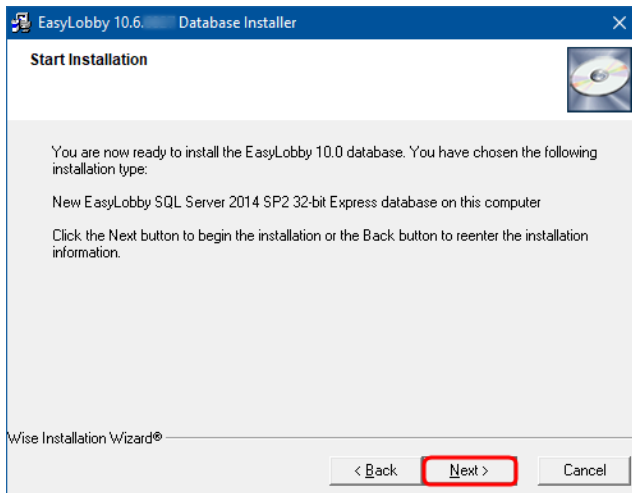 EasyLobby 10.6. Database Installer
Start Installation
You are now ready to install the EasyLobby 10.0 database. You have chosen the following
installation type:
New EasyLobby SQL Server 2014 SP2 32-bit Express database on this computer
Click the Next button to begin the installation or the Back button to reenter the installation
information.
Wise Installation Wizard®
< Back Next > Cancel